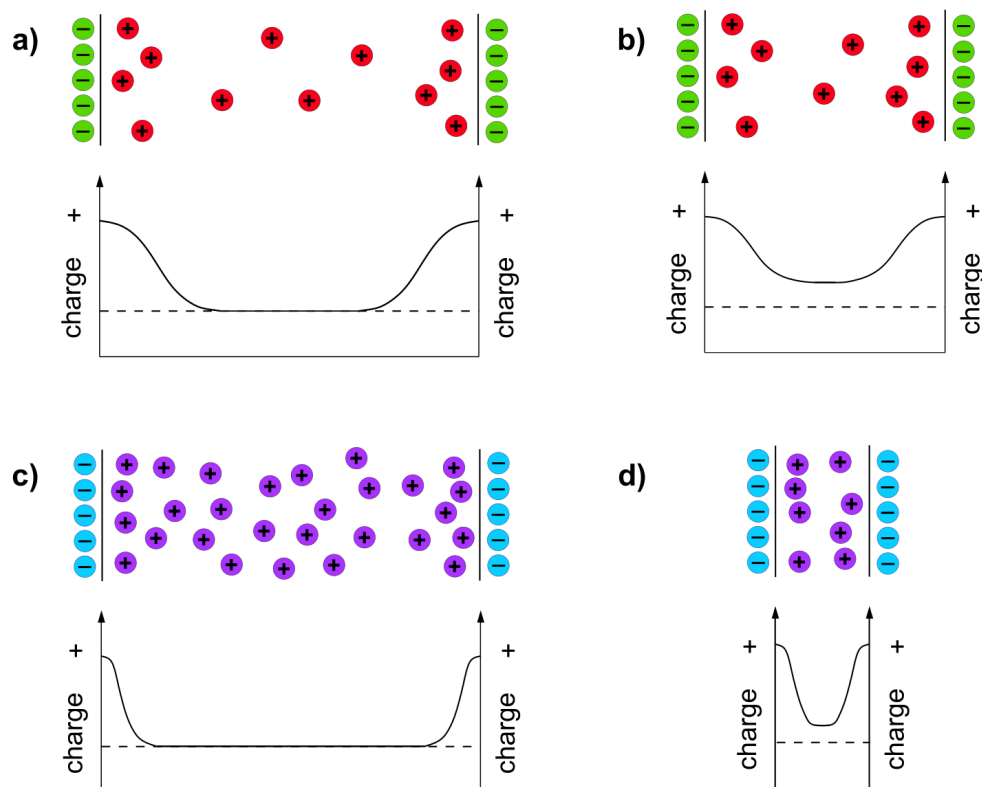 a)
b)
+ charge
+ charge
+ charge
+ charge
c)
d)
+ charge
+ charge
+ charge
+ charge